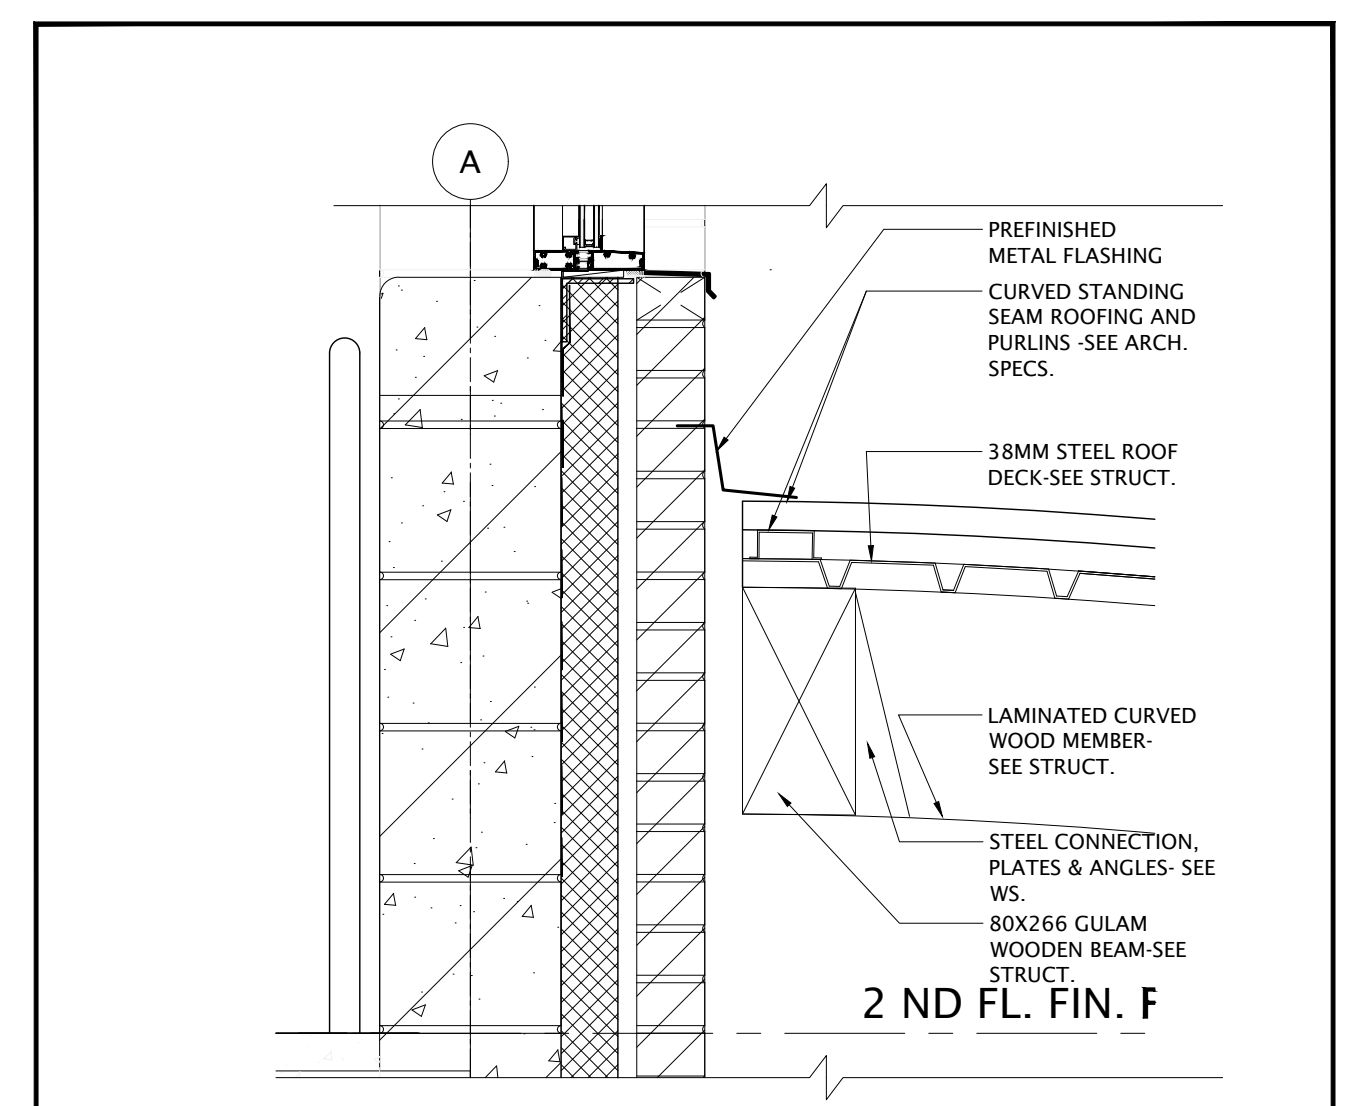 A
PREFINISHED
METAL FLASHING
CURVED STANDING
SEAM ROOFING AND
PURLINS -SEE ARCH.
SPECS.
38MM STEEL ROOF
DECK-SEE STRUCT.
LAMINATED CURVED
WOOD MEMBER-
SEE STRUCT.
STEEL CONNECTION,
PLATES & ANGLES- SEE
WS.
80X266 GULAM
WOODEN BEAM-SEE
STRUCT.
2 ND FL. FIN. F